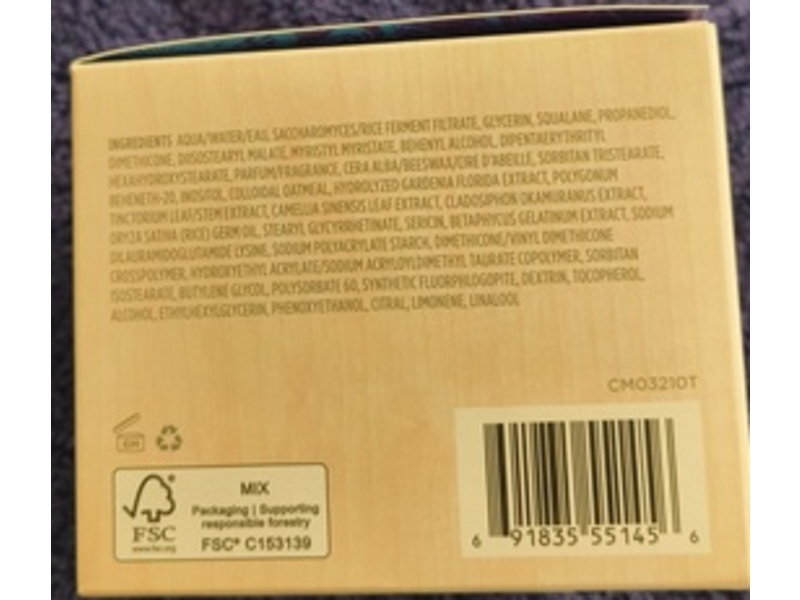 INGREDIENTS AQUA/WATER/EAU, SACCHAROMYCES/RICE FERMENT FILTRATE, GLYCERIN, SQUALANE, PROPANEDIOL,
DIMETHICONE, DIISOSTEARYL MALATE, MYRISTYL MYRISTATE, BEHENYL ALCOHOL, DIPENTAERYTHRITYL
HEXAHYDROXYSTEARATE, PARFUM/FRAGRANCE, CERA ALBA/BEESWAX/CIRE D'ABEILLE, SORBITAN TRISTEARATE,
BEHENETH-20, INOSITOL, COLLOIDAL OATMEAL, HYDROLYZED GARDENIA FLORIDA EXTRACT, POLYGONUM
TINCTORIUM LEAF/STEM EXTRACT, CAMELLIA SINENSIS LEAF EXTRACT, CLADOSIPHON OKAMURANUS EXTRACT,
ORYZA SATIVA (RICE) GERM OIL, STEARYL GLYCYRRHETINATE, SERICIN, BETAPHYCUS GELATINUM EXTRACT, SODIUM
DILAURAMIDOGLUTAMIDE LYSINE, SODIUM POLYACRYLATE STARCH, DIMETHICONE/VINYL DIMETHICONE
CROSSPOLYMER, HYDROXYETHYL ACRYLATE/SODIUM ACRYLOYLDIMETHYL TAURATE COPOLYMER, SORBITAN
ISOSTEARATE, BUTYLENE GLYCOL, POLYSORBATE 60, SYNTHETIC FLUORPHLOGOPITE, DEXTRIN, TOCOPHEROL,
ALCOHOL, ETHYLHEXYLGLYCERIN, PHENOXYETHANOL, CITRAL, LIMONENE, LINALOOL
CM03210T
6M
MIX
Packaging | Supporting
responsible forestry
FSC
www.fsc.org
FSC® C153139
6 91835 55145 6